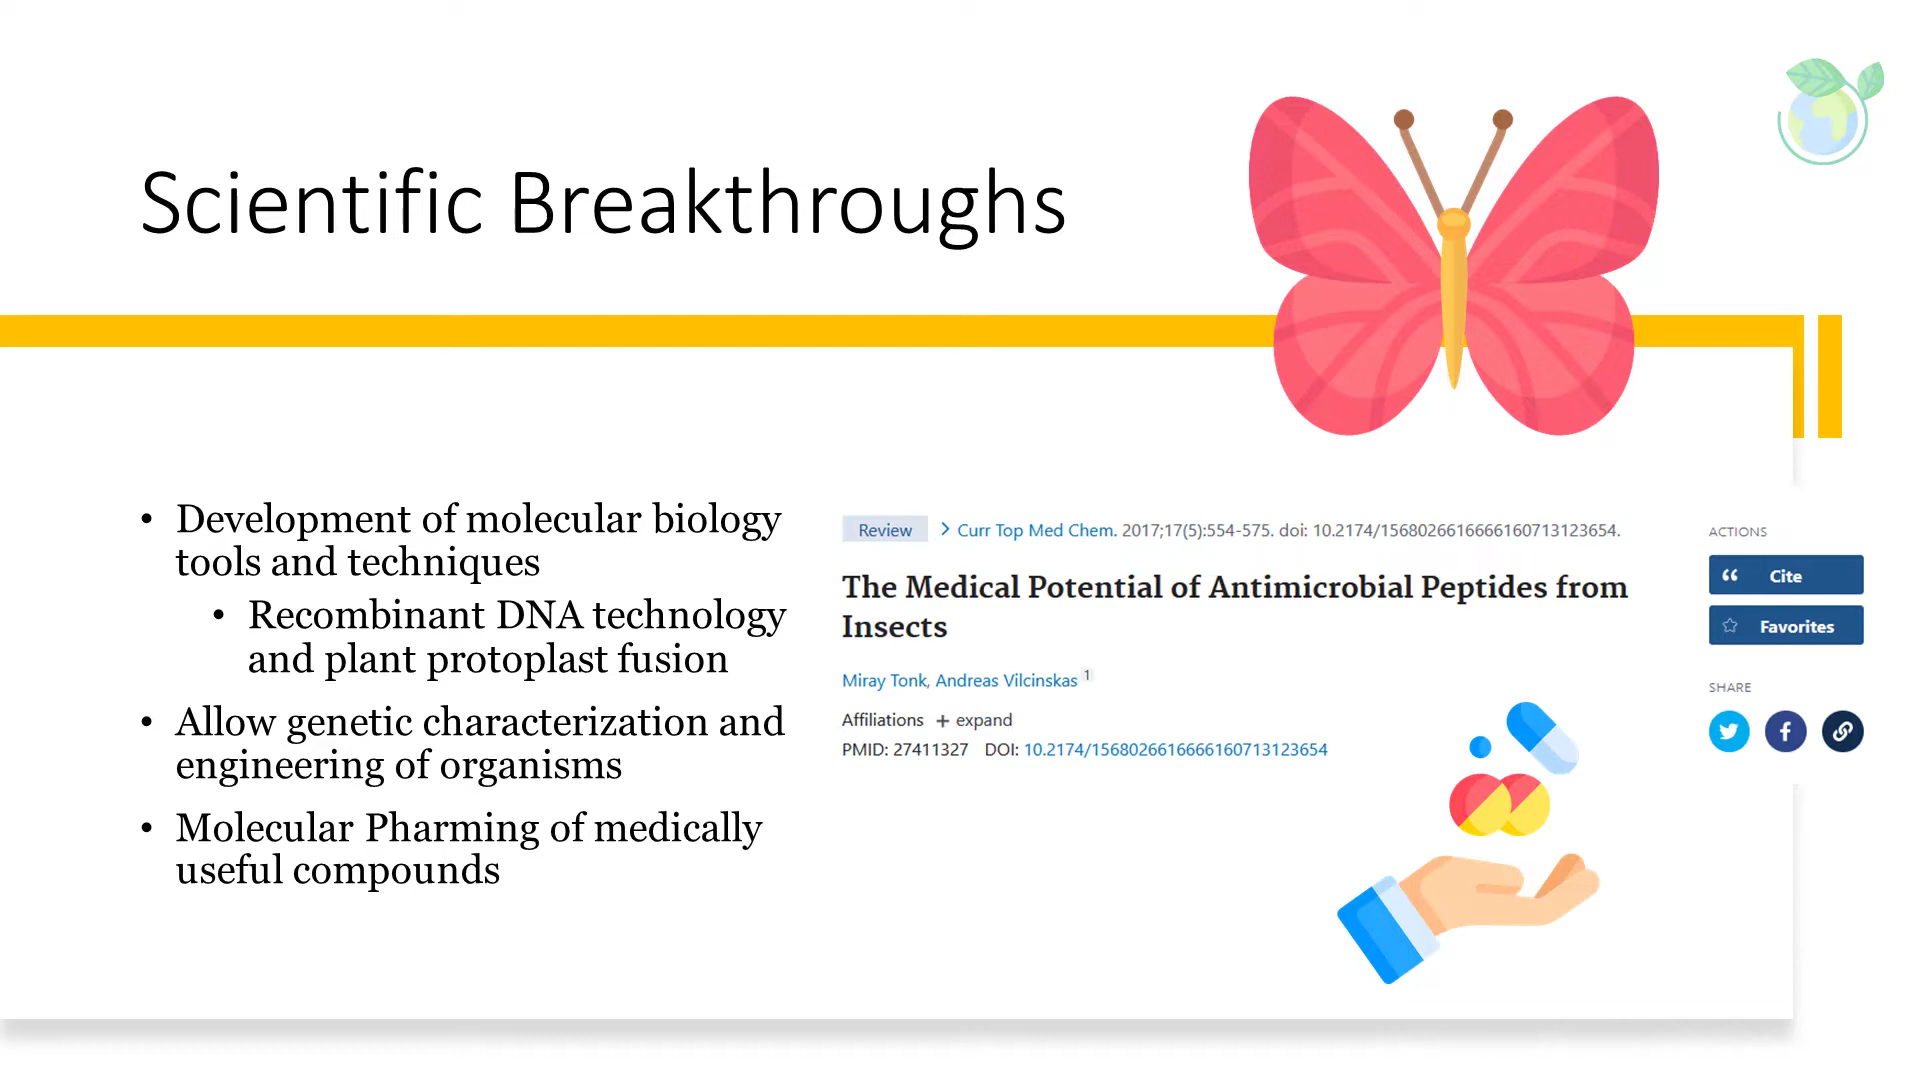 Scientific Breakthroughs
• Development of molecular biology
tools and techniques
• Recombinant DNA technology
and plant protoplast fusion
• Allow genetic characterization and
engineering of organisms
• Molecular Pharming of medically
useful compounds
Review > Curr Top Med Chem. 2017;17(5):554-575. doi: 10.2174/1568026616666160713123654.
The Medical Potential of Antimicrobial Peptides from
Insects
Miray Tonk, Andreas Vilcinskas 1
Affiliations + expand
PMID: 27411327 DOI: 10.2174/1568026616666160713123654
ACTIONS
“ Cite
☆ Favorites
SHARE